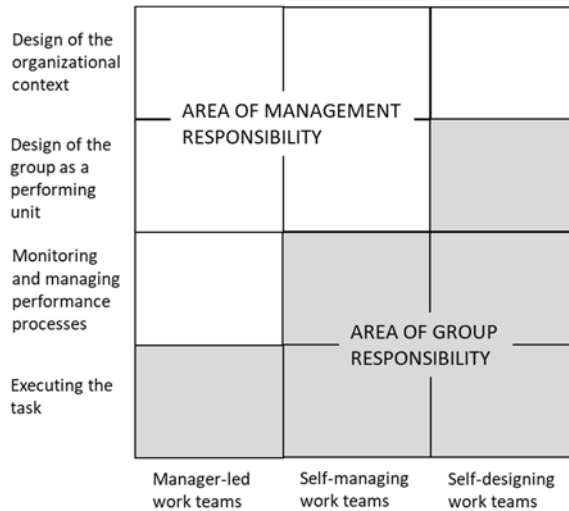 Design of the
organizational
context
AREA OF MANAGEMENT
RESPONSIBILITY
Design of the
group as a
performing
unit
Monitoring
and managing
performance
processes
AREA OF GROUP
RESPONSIBILITY
Executing the
task
Manager-led
work teams
Self-managing
work teams
Self-designing
work teams